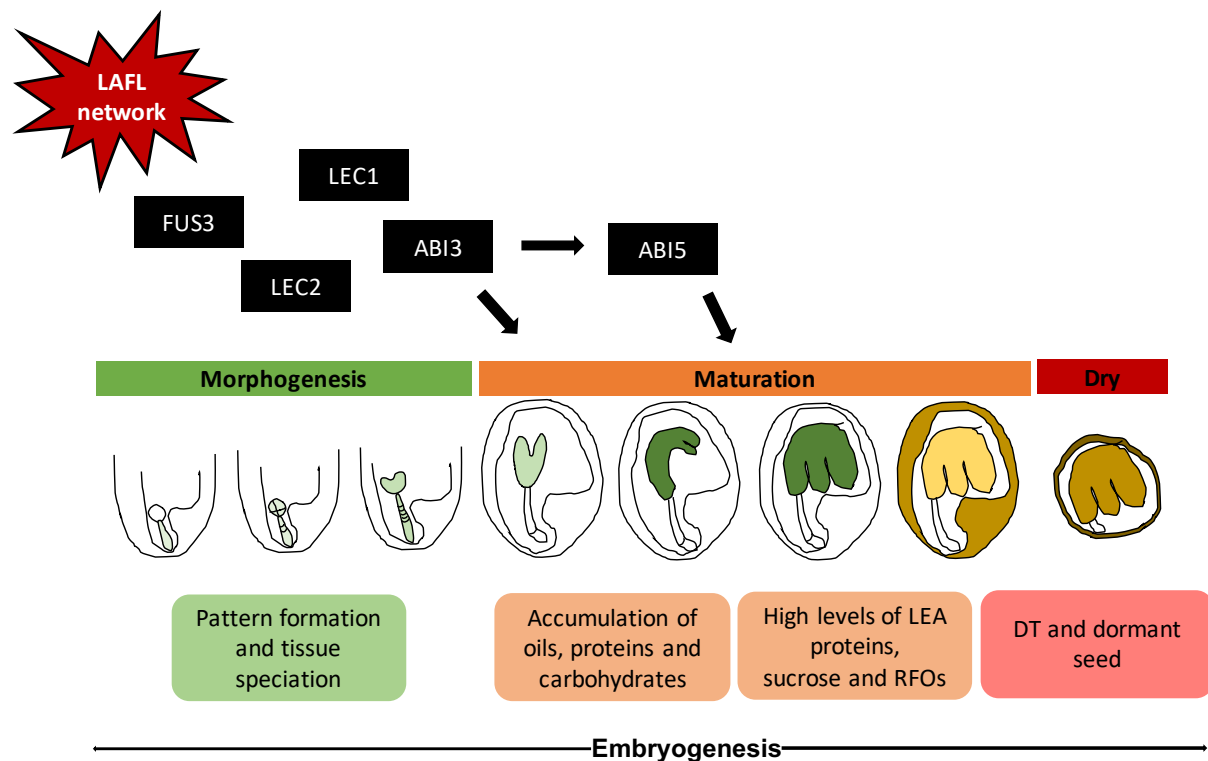 LAFL
network
LEC1
FUS3
ABI3
ABI5
LEC2
Morphogenesis
Maturation
Dry
Pattern formation
and tissue
speciation
Accumulation of
oils, proteins and
carbohydrates
High levels of LEA
proteins,
sucrose and RFOs
DT and dormant
seed
Embryogenesis